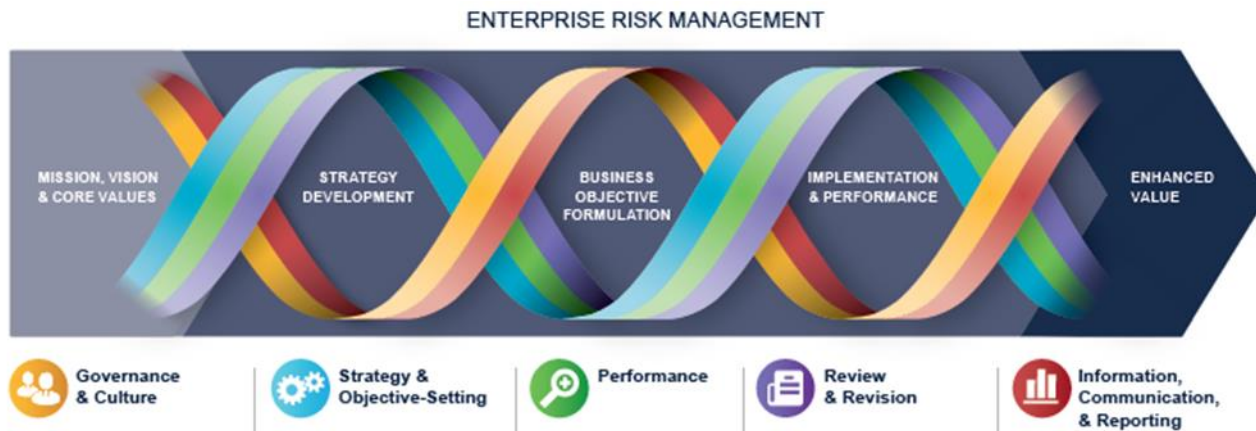 ENTERPRISE RISK MANAGEMENT
MISSION, VISION
& CORE VALUES
STRATEGY
DEVELOPMENT
BUSINESS
OBJECTIVE
FORMULATION
IMPLEMENTATION
& PERFORMANCE
ENHANCED
VALUE
Governance
& Culture
Strategy &
Objective-Setting
Performance
Review
& Revision
Information,
Communication,
& Reporting